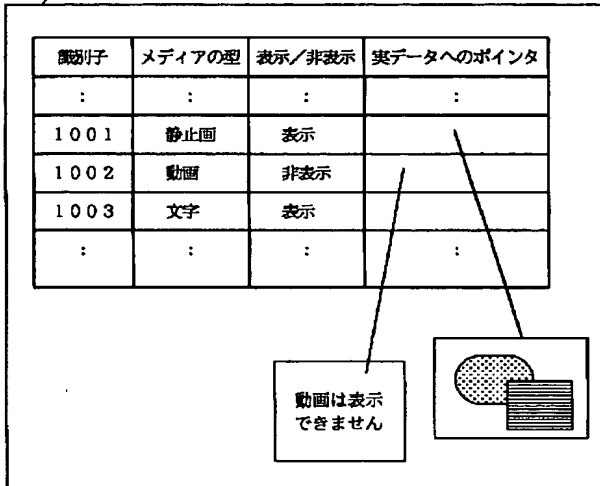 識別子 メディアの型 表示/非表示 実データへのポインタ
: : : :
1001 静止画 表示
1002 動画 非表示
1003 文字 表示
: : : :
動画は表示
できません